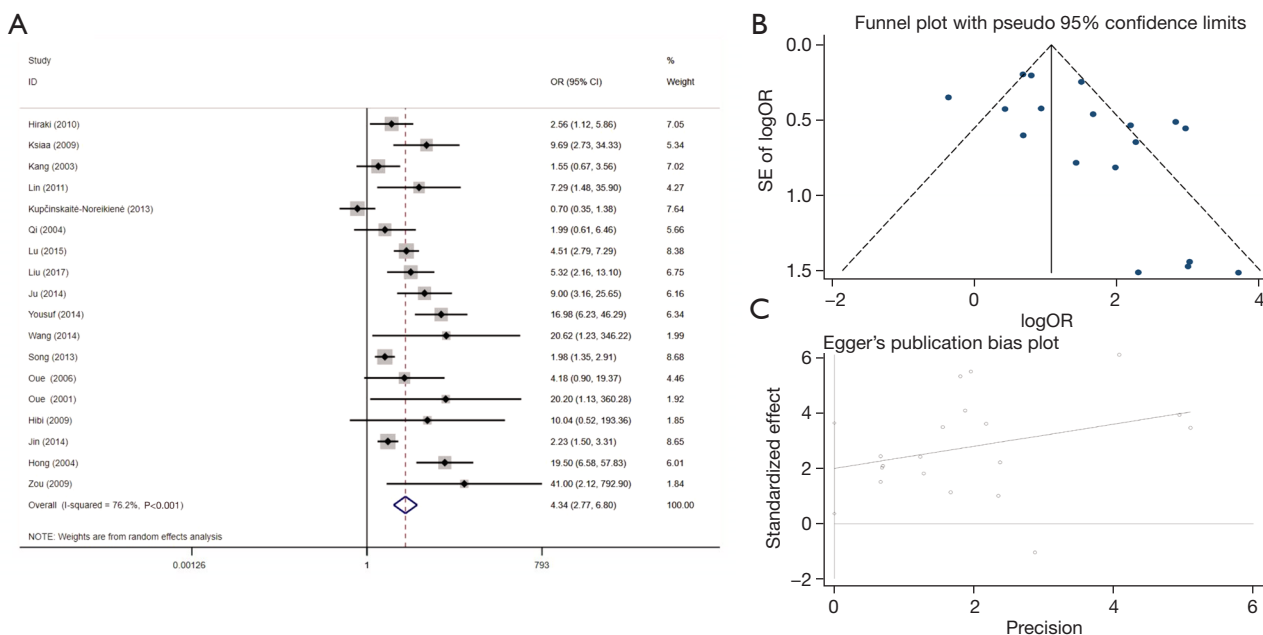 A
Study
%
ID OR (95% CI) Weight
Hiraki (2010) 2.56 (1.12, 5.86) 7.05
Ksiaa (2009) 9.69 (2.73, 34.33) 5.34
Kang (2003) 1.55 (0.67, 3.56) 7.02
Lin (2011) 7.29 (1.48, 35.90) 4.27
Kupčinskaitė-Noreikienė (2013) 0.70 (0.35, 1.38) 7.64
Qi (2004) 1.99 (0.61, 6.46) 5.66
Lu (2015) 4.51 (2.79, 7.29) 8.38
Liu (2017) 5.32 (2.16, 13.10) 6.75
Ju (2014) 9.00 (3.16, 25.65) 6.16
Yousuf (2014) 16.98 (6.23, 46.29) 6.34
Wang (2014) 20.62 (1.23, 346.22) 1.99
Song (2013) 1.98 (1.35, 2.91) 8.68
Oue (2006) 4.18 (0.90, 19.37) 4.46
Oue (2001) 20.20 (1.13, 360.28) 1.92
Hibi (2009) 10.04 (0.52, 193.36) 1.85
Jin (2014) 2.23 (1.50, 3.31) 8.65
Hong (2004) 19.50 (6.58, 57.83) 6.01
Zou (2009) 41.00 (2.12, 792.90) 1.84
Overall (I-squared = 76.2%, P<0.001) 4.34 (2.77, 6.80) 100.00
NOTE: Weights are from random effects analysis
0.00126 1 793
B
Funnel plot with pseudo 95% confidence limits
SE of logOR
0.0
0.5
1.0
1.5
−2 0 2 4
logOR
C
Egger's publication bias plot
Standardized effect
6
4
2
0
−2
0 2 4 6
Precision